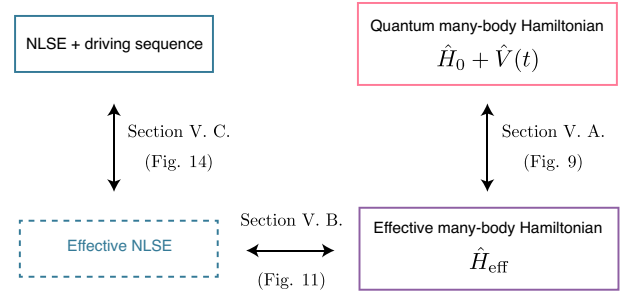 NLSE + driving sequence
Quantum many-body Hamiltonian
Ĥ₀ + V̂(t)
Section V. C.
(Fig. 14)
Section V. A.
(Fig. 9)
Effective NLSE
Section V. B.
(Fig. 11)
Effective many-body Hamiltonian
Ĥeff